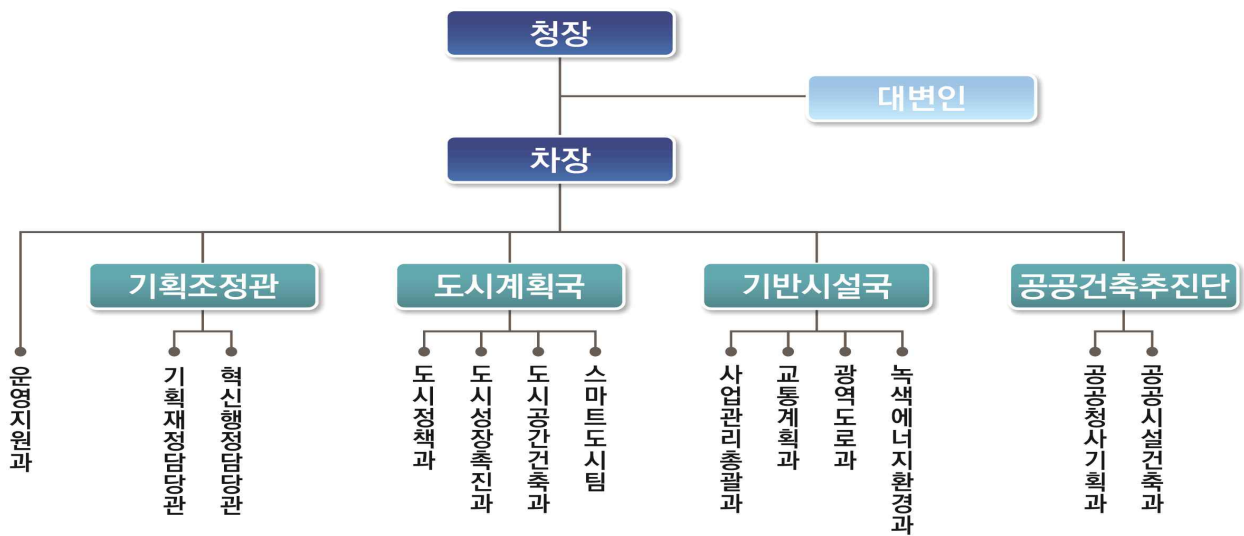 청장
대변인
차장
기획조정관
도시계획국
기반시설국
공공건축추진단
운영지원과
기획재정담당관
혁신행정담당관
도시정책과
도시성장촉진과
도시공간건축과
스마트도시팀
사업관리총괄과
교통계획과
광역도로과
녹색에너지환경과
공공청사기획과
공공시설건축과